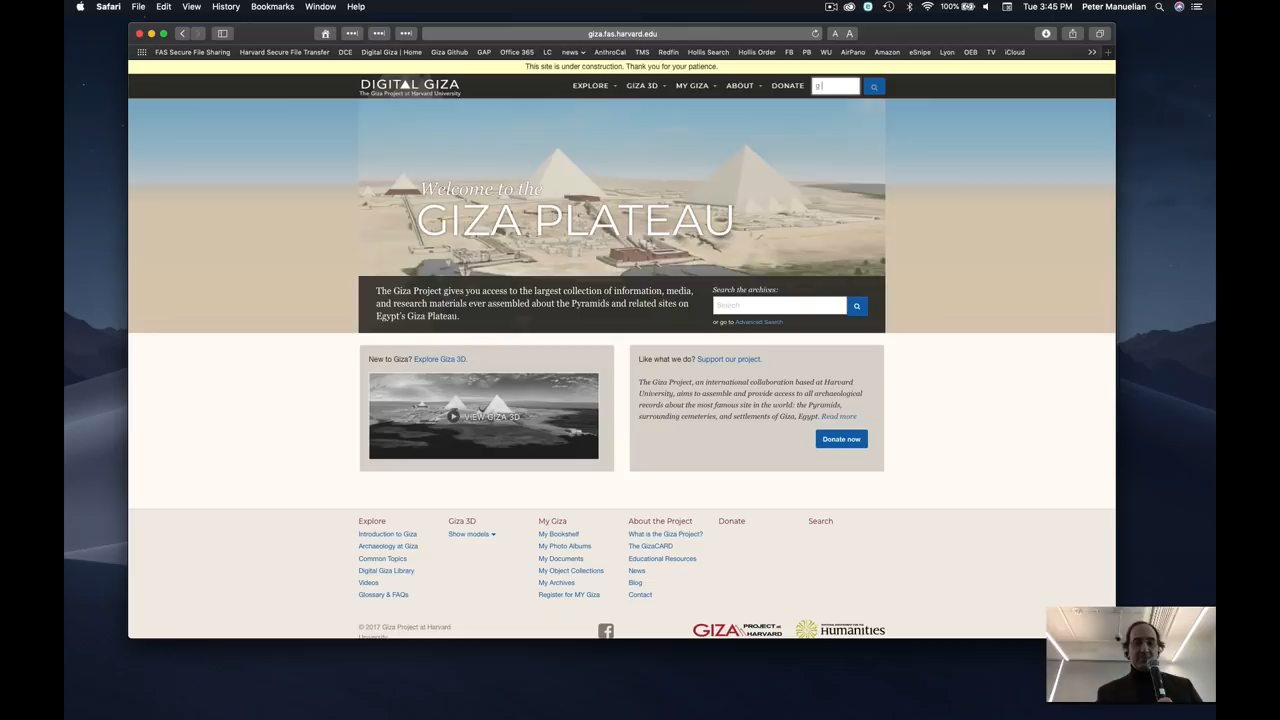 Safari File Edit View History Bookmarks Window Help 100% Tue 3:45 PM Peter Manuelian
giza.fas.harvard.edu A A
FAS Secure File Sharing Harvard Secure File Transfer DCE Digital Giza | Home Giza Github GAP Office 365 LC news AnthroCal TMS Redfin Hollis Search Hollis Order FB PB WU AirPano Amazon eSnipe Lyon OEB TV iCloud
This site is under construction. Thank you for your patience.
DIGITAL GIZA
The Giza Project at Harvard University
EXPLORE GIZA 3D MY GIZA ABOUT DONATE g
Welcome to the
GIZA PLATEAU
The Giza Project gives you access to the largest collection of information, media,
and research materials ever assembled about the Pyramids and related sites on
Egypt's Giza Plateau.
Search the archives:
Search
or go to Advanced Search
New to Giza? Explore Giza 3D.
VIEW GIZA 3D
Like what we do? Support our project.
The Giza Project, an international collaboration based at Harvard
University, aims to assemble and provide access to all archaeological
records about the most famous site in the world: the Pyramids,
surrounding cemeteries, and settlements of Giza, Egypt. Read more
Donate now
Explore
Introduction to Giza
Archaeology at Giza
Common Topics
Digital Giza Library
Videos
Glossary & FAQs
Giza 3D
Show models
My Giza
My Bookshelf
My Photo Albums
My Documents
My Object Collections
My Archives
Register for MY Giza
About the Project
What is the Giza Project?
The GizaCARD
Educational Resources
News
Blog
Contact
Donate
Search
© 2017 Giza Project at Harvard
University
GIZA PROJECT AT
HARVARD
NATIONAL ENDOWMENT FOR THE
Humanities